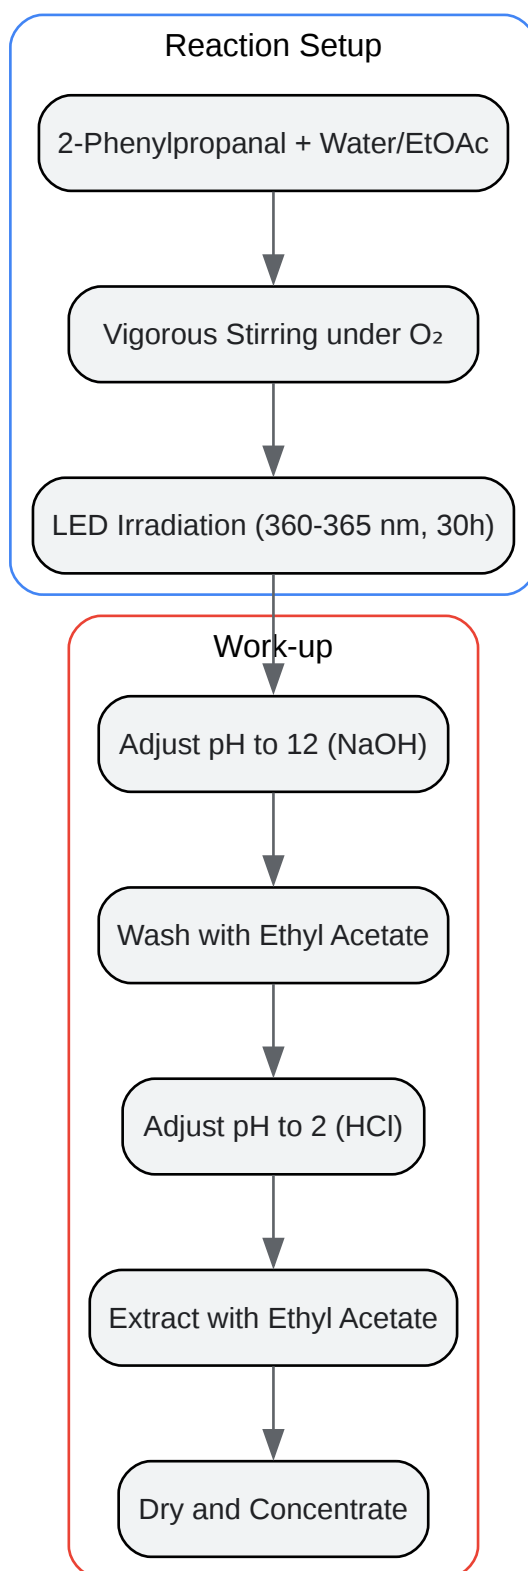 Reaction Setup
2-Phenylpropanal + Water/EtOAc
Vigorous Stirring under O₂
LED Irradiation (360-365 nm, 30h)
Work-up
Adjust pH to 12 (NaOH)
Wash with Ethyl Acetate
Adjust pH to 2 (HCl)
Extract with Ethyl Acetate
Dry and Concentrate